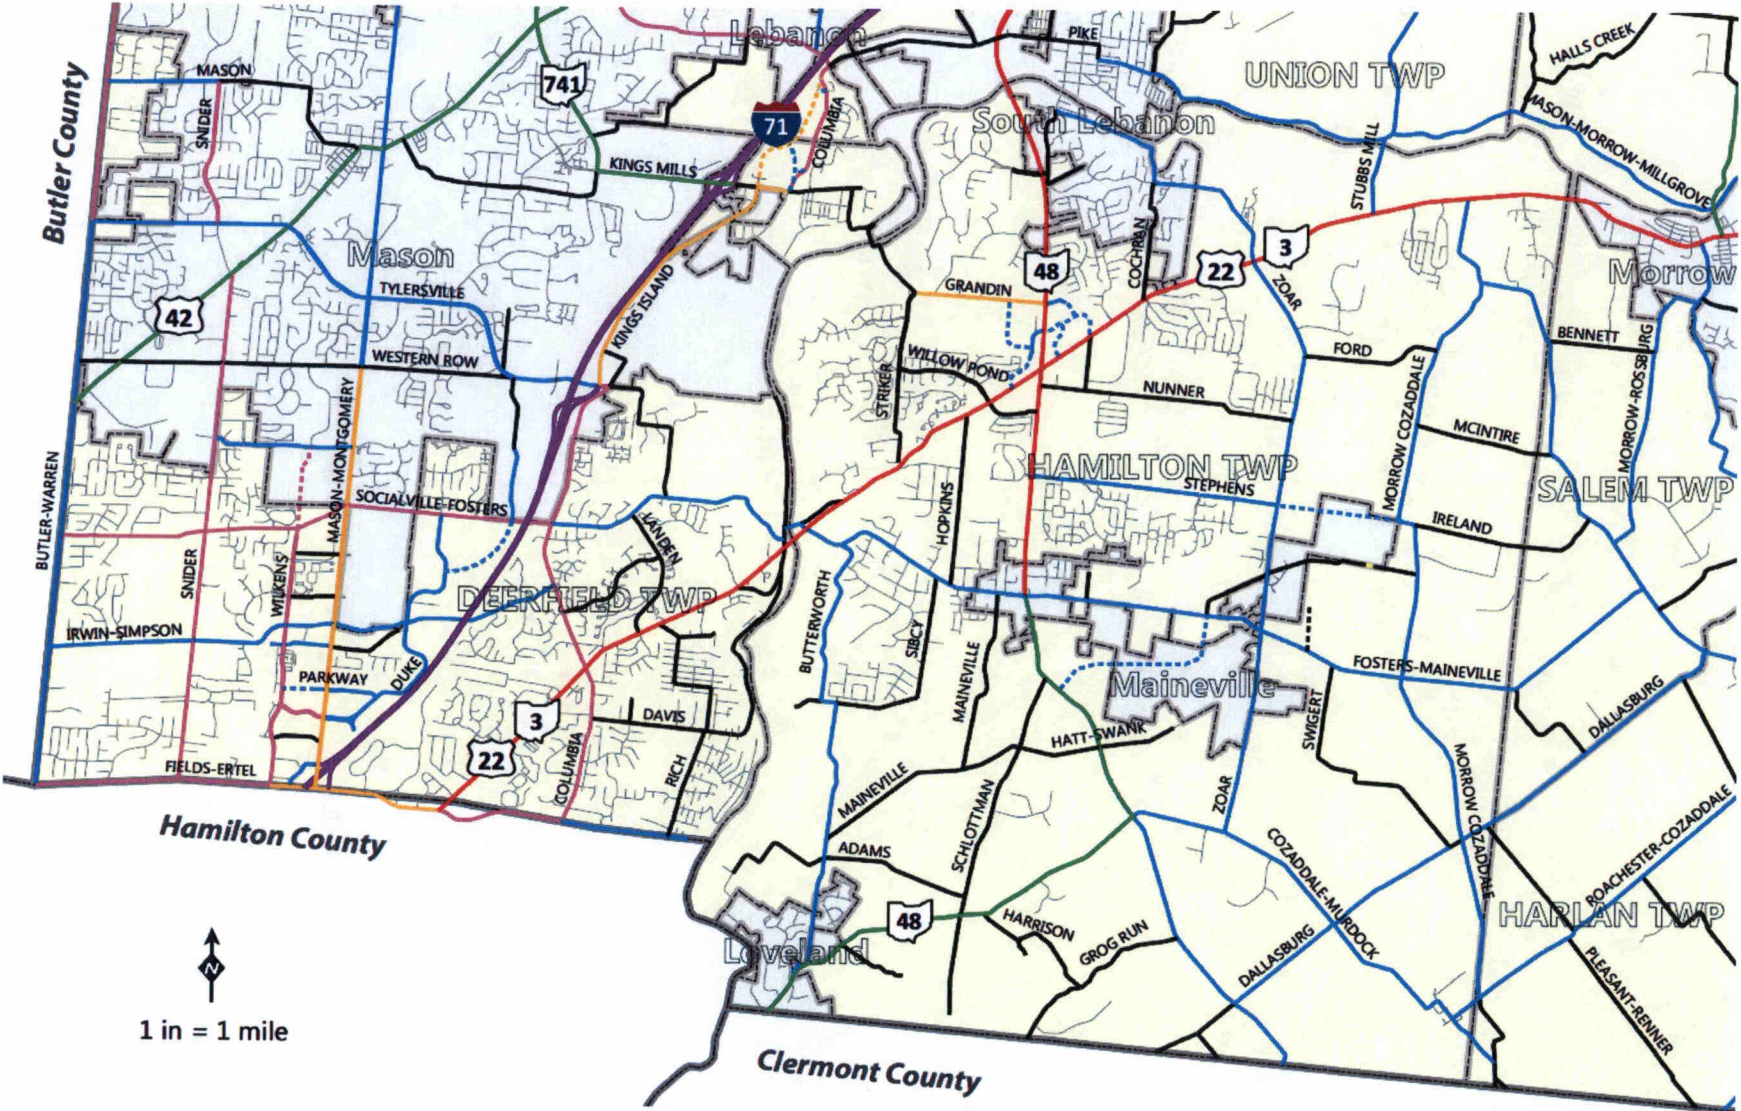 Lebanon
PIKE
HALLS CREEK
MASON
741
UNION TWP
Butler County
SNIDER
71
COLUMBIA
South Lebanon
MASON-MORROW-MILLGROVE
STUBBS MILL
KINGS MILLS
Mason
COCHRAN
3
48
22
Morrow
TYLERSVILLE
KINGS ISLAND
GRANDIN
ZOAR
42
WESTERN ROW
WILLOW POND
FORD
BENNETT
STRIKER
NUNNER
MORROW COZADDALE
MORROW-ROSSBURG
MASON-MONTGOMERY
MCINTIRE
HAMILTON TWP
BUTLER-WARREN
SOCIALVILLE-FOSTERS
STEPHENS
SALEM TWP
LANDEN
HOPKINS
IRELAND
SNIDER
WILKENS
DEERFIELD TWP
IRWIN-SIMPSON
BUTTERWORTH
SIBCY
MAINEVILLE
FOSTERS-MAINEVILLE
PARKWAY
DUKE
Maineville
SWIGERT
DALLASBURG
3
DAVIS
22
HATT-SWANK
FIELDS-ERTEL
COLUMBIA
RICH
MAINEVILLE
ZOAR
MORROW COZADDALE
Hamilton County
SCHLOTTMAN
ADAMS
COZADDALE-MURDOCK
ROACHESTER-COZADDALE
48
HARRISON
HARLAN TWP
Loveland
GROG RUN
DALLASBURG
PLEASANT-RENNER
N
1 in = 1 mile
Clermont County